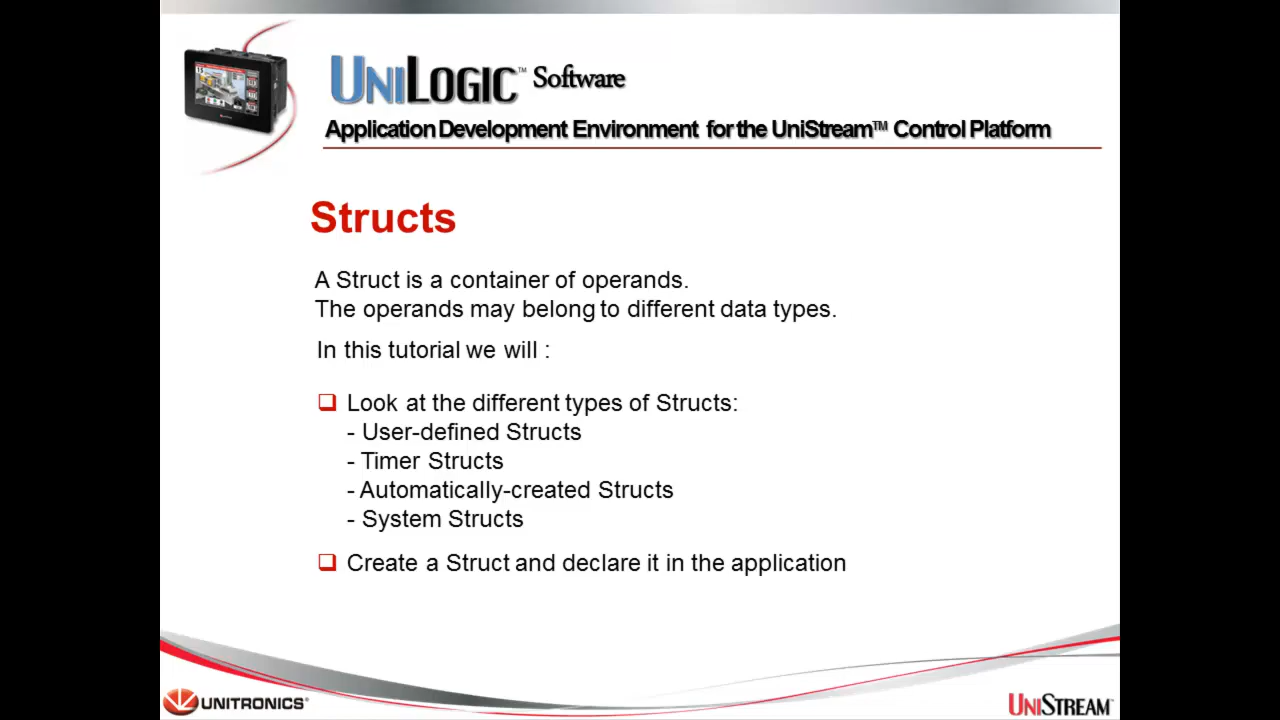 UNILOGIC™ Software
Application Development Environment for the UniStream™ Control Platform
Structs
A Struct is a container of operands.
The operands may belong to different data types.
In this tutorial we will :
Look at the different types of Structs:
- User-defined Structs
- Timer Structs
- Automatically-created Structs
- System Structs
Create a Struct and declare it in the application
UNITRONICS®
UNISTREAM™